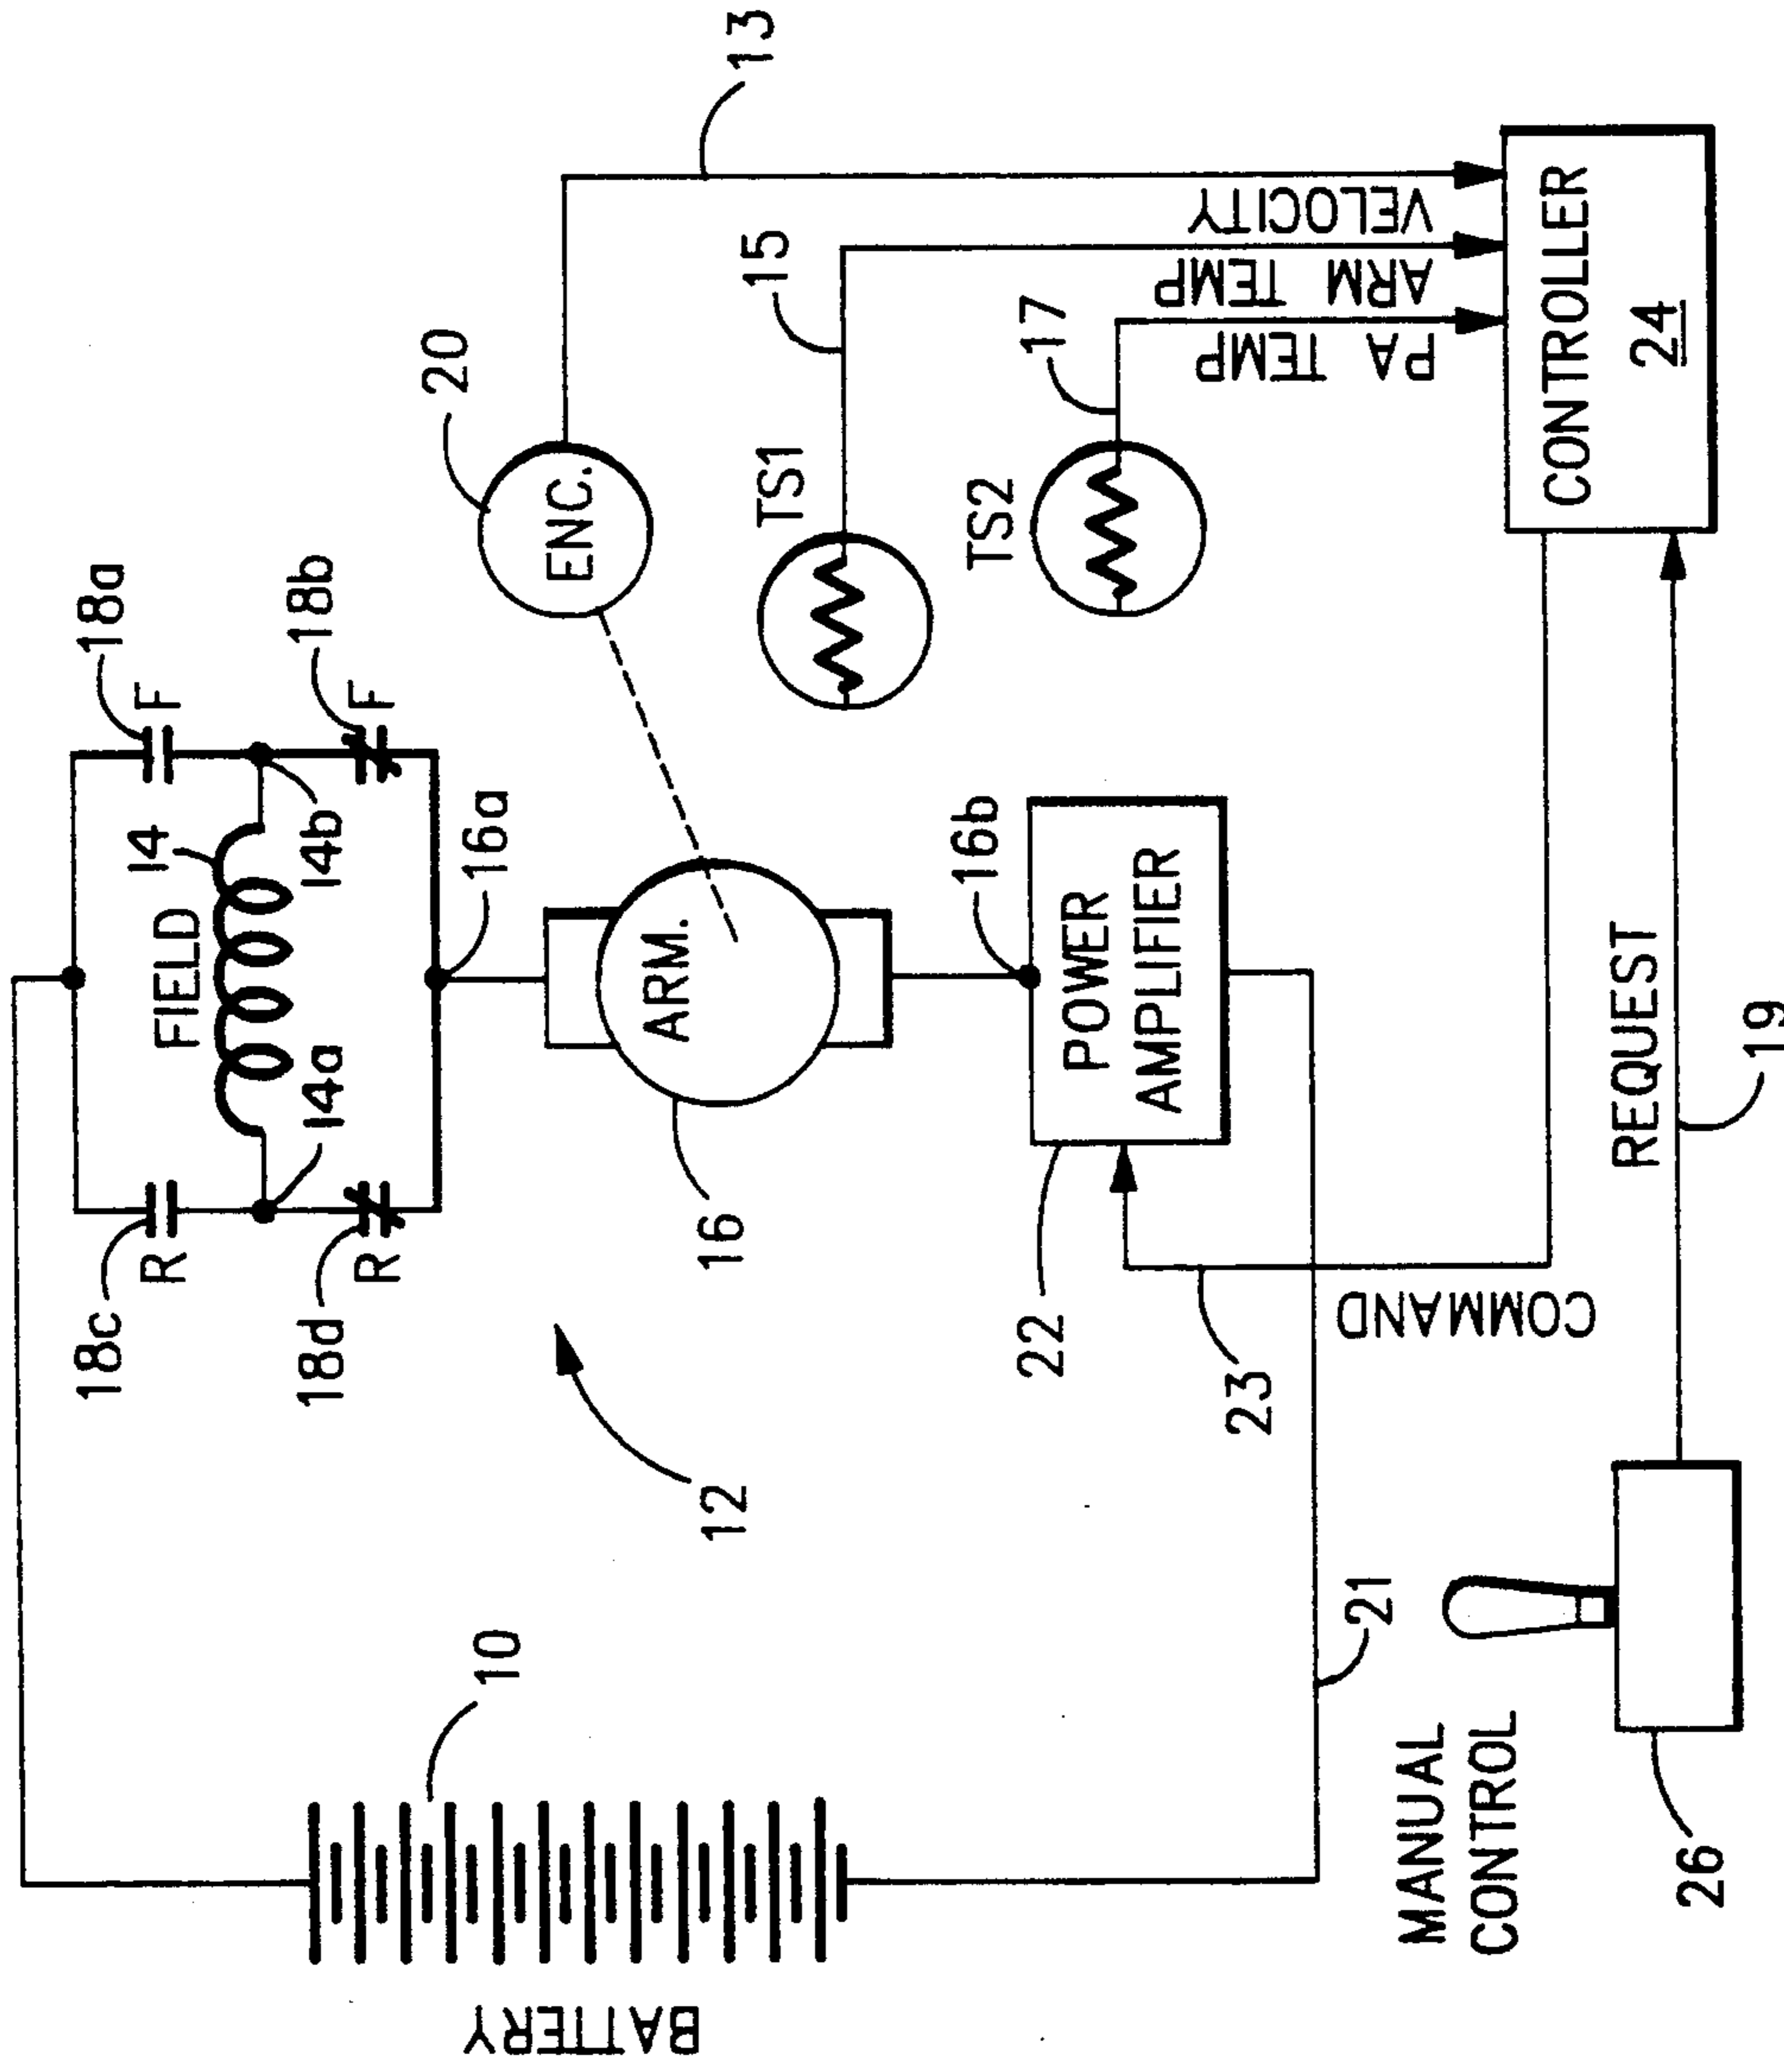 18a
18b
18c
18d
F
F
R
R
FIELD
14
14a
14b
16a
ENC.
20
13
ARM.
16
12
10
BATTERY
16b
POWER
AMPLIFIER
22
23
COMMAND
21
TS1
15
TS2
17
VELOCITY
ARM TEMP
PA TEMP
CONTROLLER
24
REQUEST
19
MANUAL
CONTROL
26